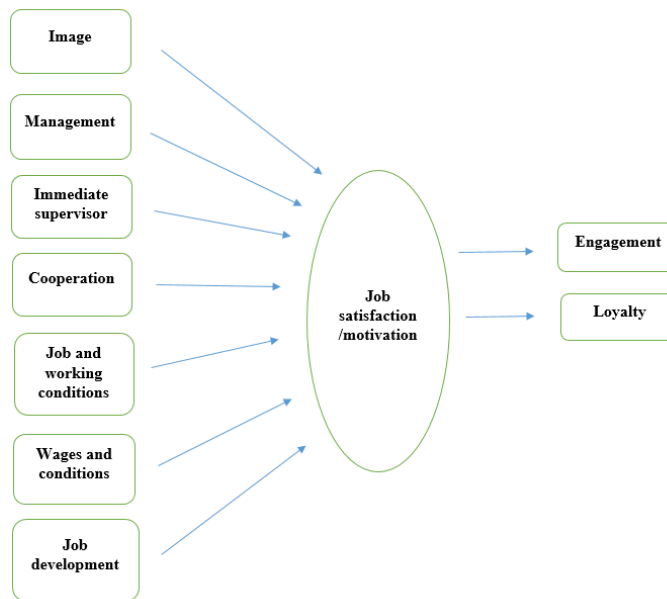 Image
Management
Immediate
supervisor
Cooperation
Job and
working
conditions
Wages and
conditions
Job
development
Job
satisfaction
/motivation
Engagement
Loyalty